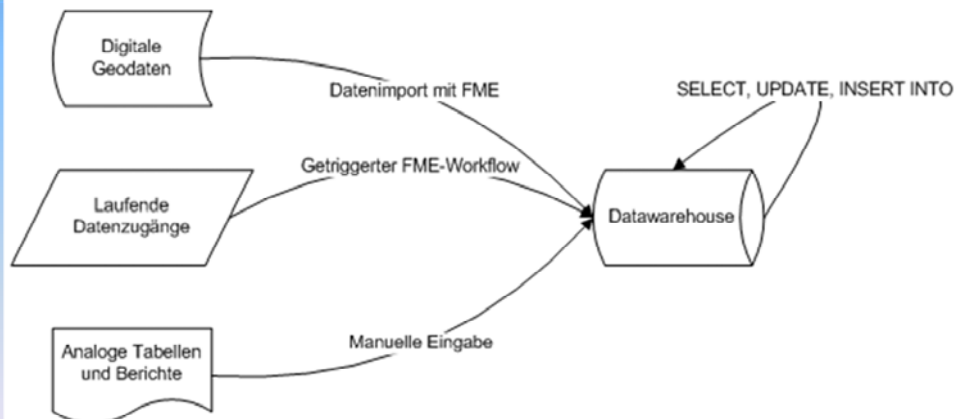 Digitale
Geodaten
Datenimport mit FME
SELECT, UPDATE, INSERT INTO
Getriggerter FME-Workflow
Laufende
Datenzugänge
Datawarehouse
Manuelle Eingabe
Analoge Tabellen
und Berichte